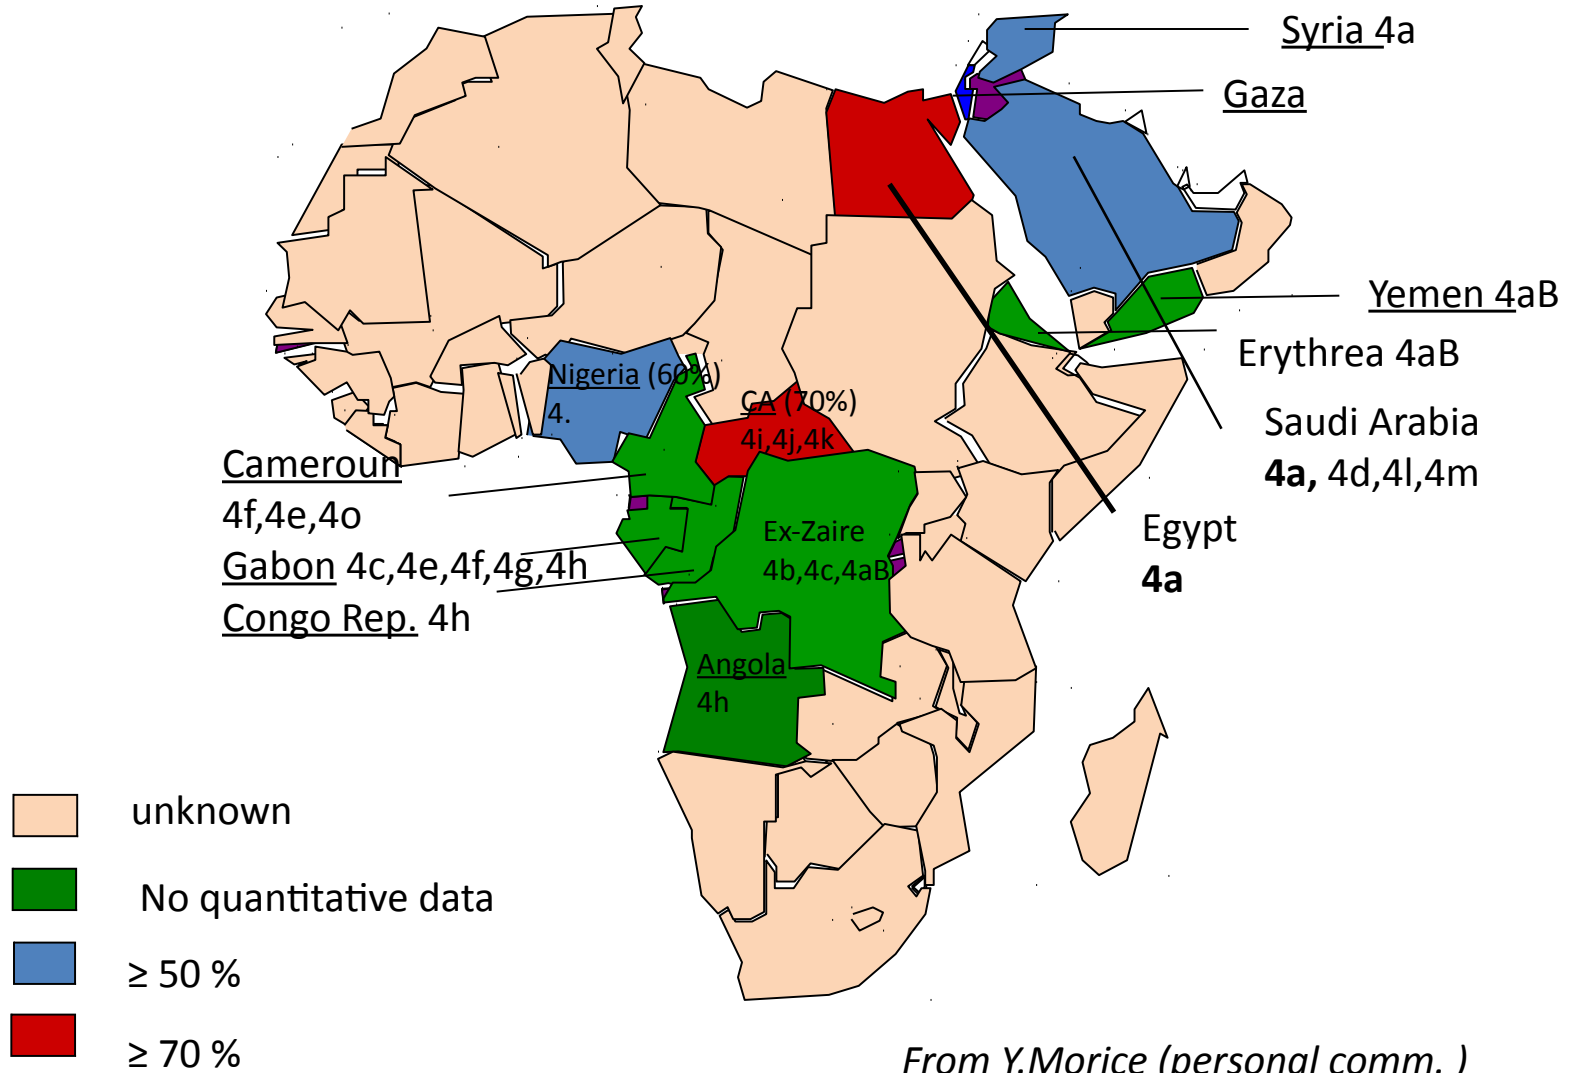 Syria 4a
Gaza
Yemen 4aB
Erythrea 4aB
Nigeria (60%)
4.
CA (70%)
4i,4j,4k
Saudi Arabia
4a, 4d,4l,4m
Cameroun
4f,4e,4o
Egypt
4a
Ex-Zaire
4b,4c,4aB
Gabon 4c,4e,4f,4g,4h
Congo Rep. 4h
Angola
4h
unknown
No quantitative data
≥ 50 %
≥ 70 %
From Y.Morice (personal comm. )